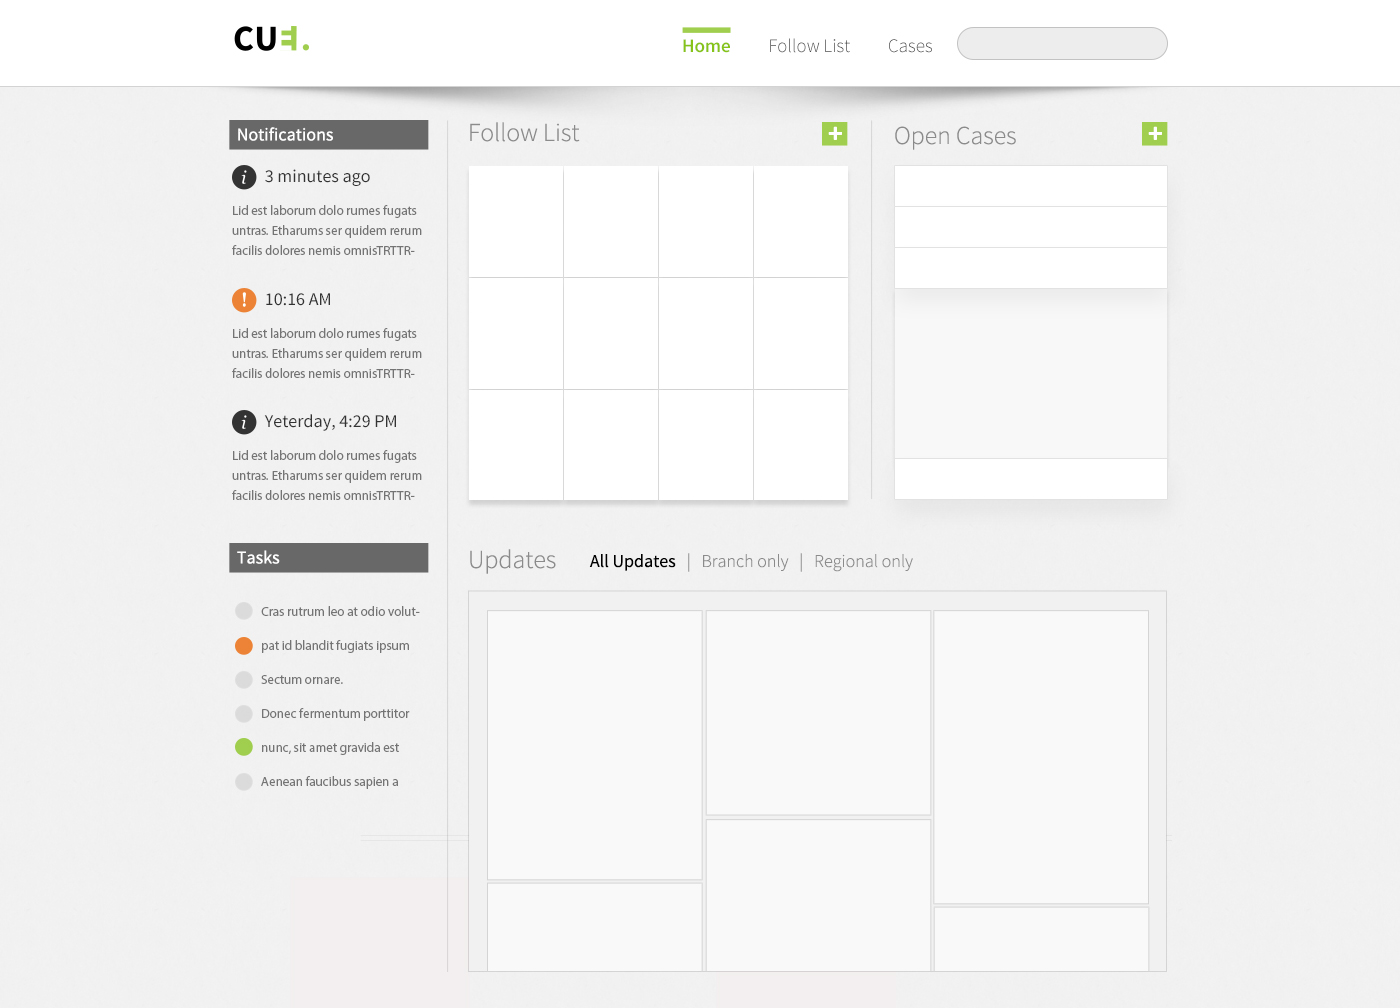 CUE.
Home
Follow List
Cases
Notifications
3 minutes ago
Lid est laborum dolo rumes fugats
untras. Etharums ser quidem rerum
facilis dolores nemis omnisTRTTR-
10:16 AM
Lid est laborum dolo rumes fugats
untras. Etharums ser quidem rerum
facilis dolores nemis omnisTRTTR-
Yeterday, 4:29 PM
Lid est laborum dolo rumes fugats
untras. Etharums ser quidem rerum
facilis dolores nemis omnisTRTTR-
Tasks
Cras rutrum leo at odio volut-
pat id blandit fugiats ipsum
Sectum ornare.
Donec fermentum porttitor
nunc, sit amet gravida est
Aenean faucibus sapien a
Follow List
Open Cases
Updates
All Updates | Branch only | Regional only